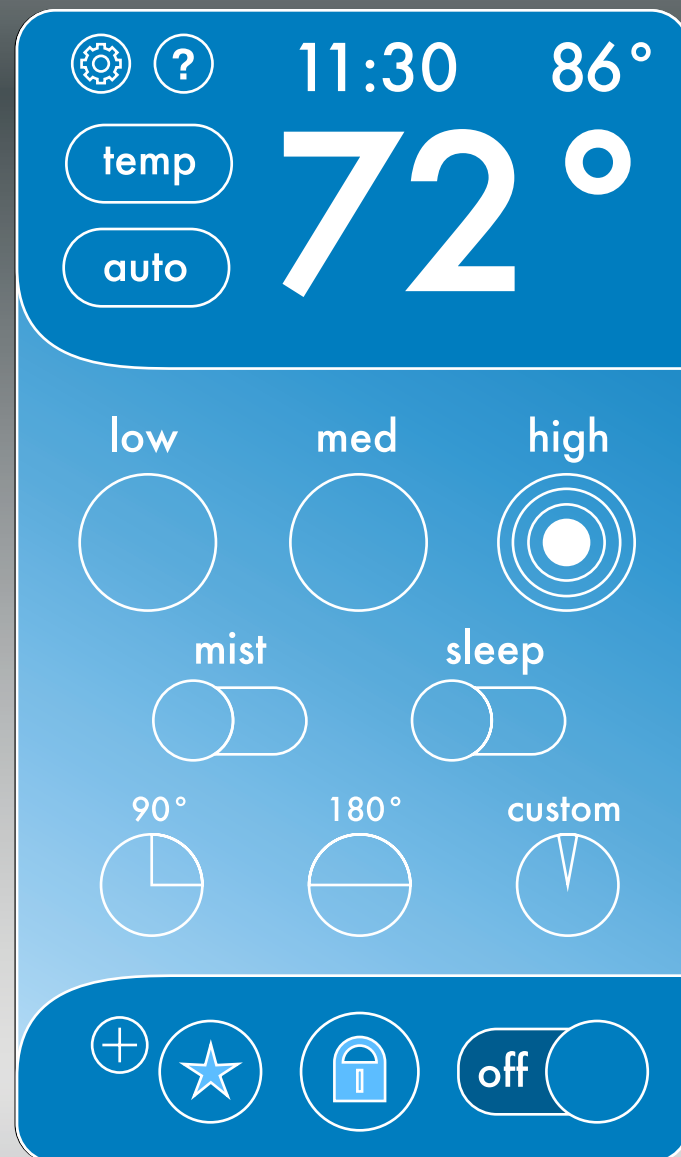 ? 11:30 86°
temp
72°
auto
low med high
mist sleep
90° 180° custom
off